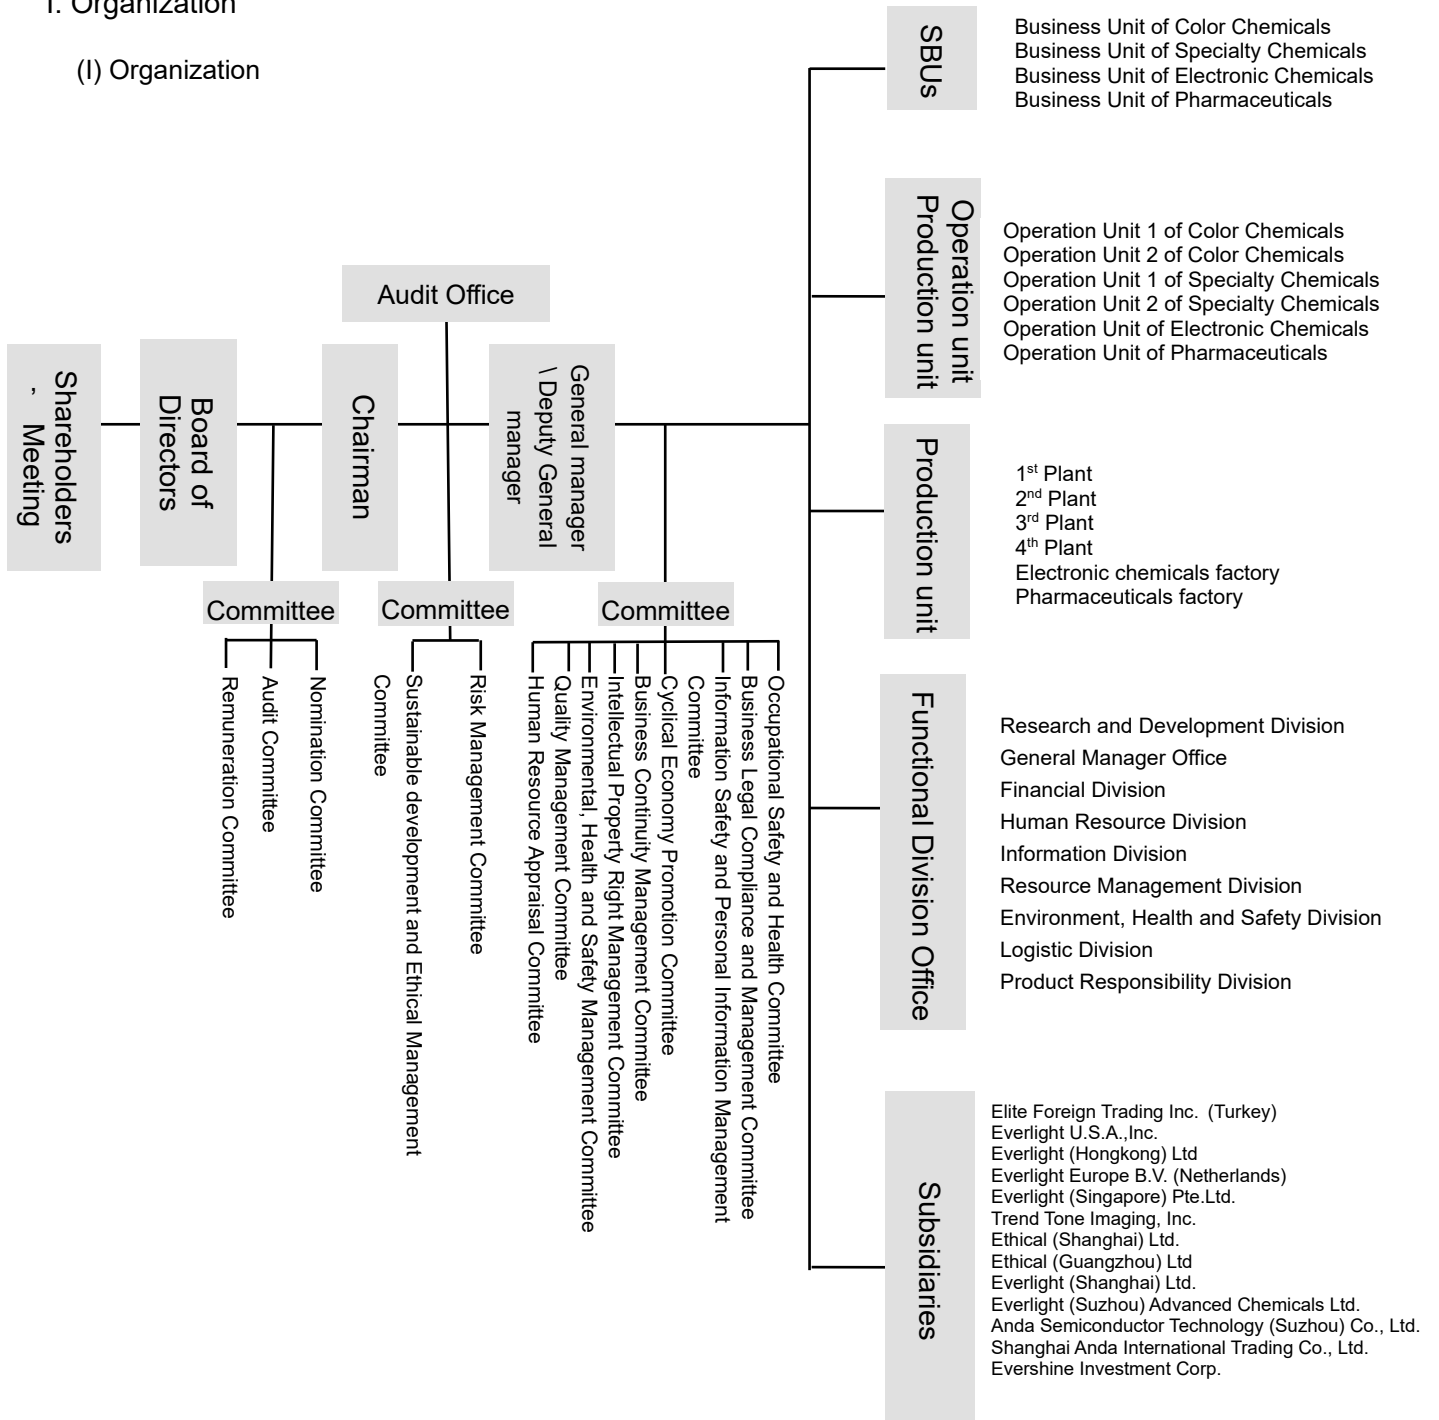 I. Organization
(I) Organization
Shareholders
' Meeting
Board of
Directors
Chairman
Audit Office
General manager
\ Deputy General
manager
Committee
Remuneration Committee
Audit Committee
Nomination Committee
Committee
Sustainable development and Ethical Management
Committee
Risk Management Committee
Committee
Human Resource Appraisal Committee
Quality Management Committee
Environmental, Health and Safety Management Committee
Intellectual Property Right Management Committee
Business Continuity Management Committee
Cyclical Economy Promotion Committee
Information Safety and Personal Information Management
Committee
Business Legal Compliance and Management Committee
Occupational Safety and Health Committee
SBUs
Business Unit of Color Chemicals
Business Unit of Specialty Chemicals
Business Unit of Electronic Chemicals
Business Unit of Pharmaceuticals
Operation unit
Production unit
Operation Unit 1 of Color Chemicals
Operation Unit 2 of Color Chemicals
Operation Unit 1 of Specialty Chemicals
Operation Unit 2 of Specialty Chemicals
Operation Unit of Electronic Chemicals
Operation Unit of Pharmaceuticals
Production unit
1st Plant
2nd Plant
3rd Plant
4th Plant
Electronic chemicals factory
Pharmaceuticals factory
Functional Division Office
Research and Development Division
General Manager Office
Financial Division
Human Resource Division
Information Division
Resource Management Division
Environment, Health and Safety Division
Logistic Division
Product Responsibility Division
Subsidiaries
Elite Foreign Trading Inc. (Turkey)
Everlight U.S.A.,Inc.
Everlight (Hongkong) Ltd
Everlight Europe B.V. (Netherlands)
Everlight (Singapore) Pte.Ltd.
Trend Tone Imaging, Inc.
Ethical (Shanghai) Ltd.
Ethical (Guangzhou) Ltd
Everlight (Shanghai) Ltd.
Everlight (Suzhou) Advanced Chemicals Ltd.
Anda Semiconductor Technology (Suzhou) Co., Ltd.
Shanghai Anda International Trading Co., Ltd.
Evershine Investment Corp.